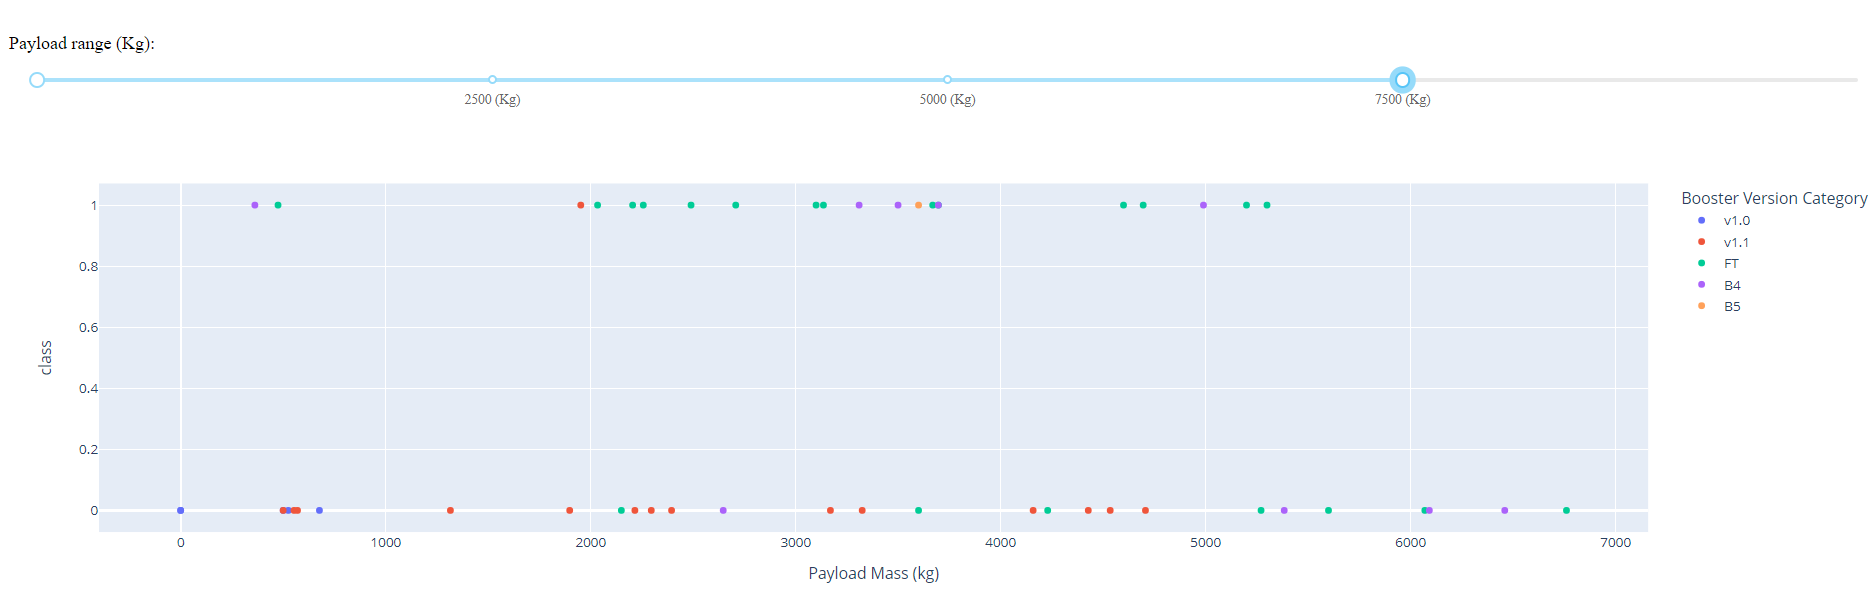 Payload range (Kg):
2500 (Kg) 5000 (Kg) 7500 (Kg)
Booster Version Category
v1.0
v1.1
FT
B4
B5
1
0.8
0.6
0.4
0.2
0
class
0 1000 2000 3000 4000 5000 6000 7000
Payload Mass (kg)